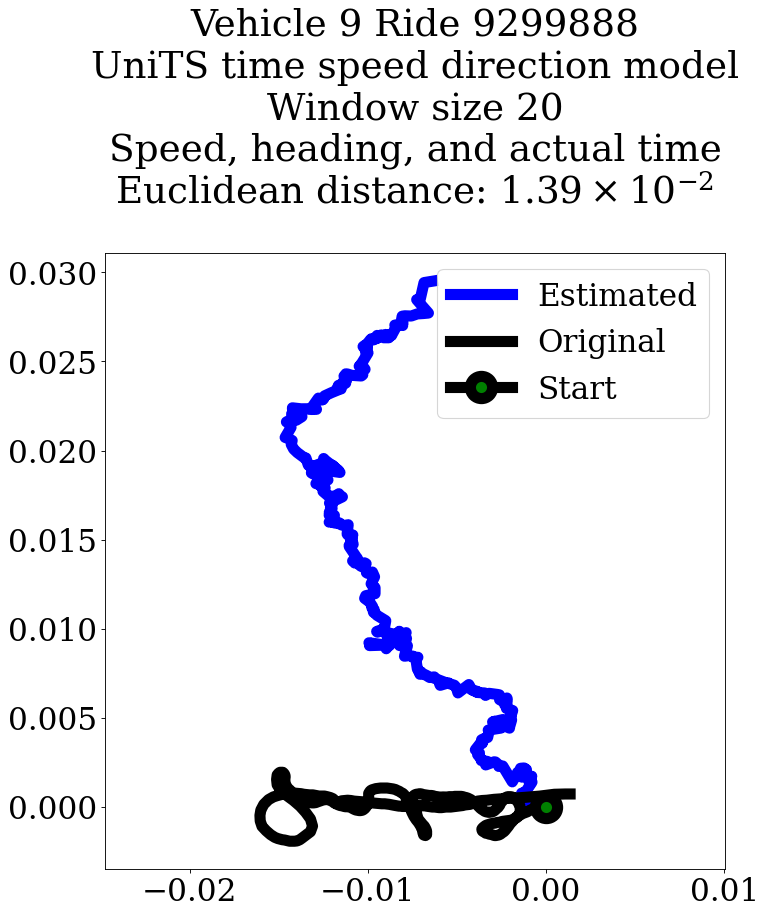 Vehicle 9 Ride 9299888
UniTS time speed direction model
Window size 20
Speed, heading, and actual time
Euclidean distance: 1.39 × 10⁻²
0.030
0.025
0.020
0.015
0.010
0.005
0.000
Estimated
Original
Start
−0.02 −0.01 0.00 0.01